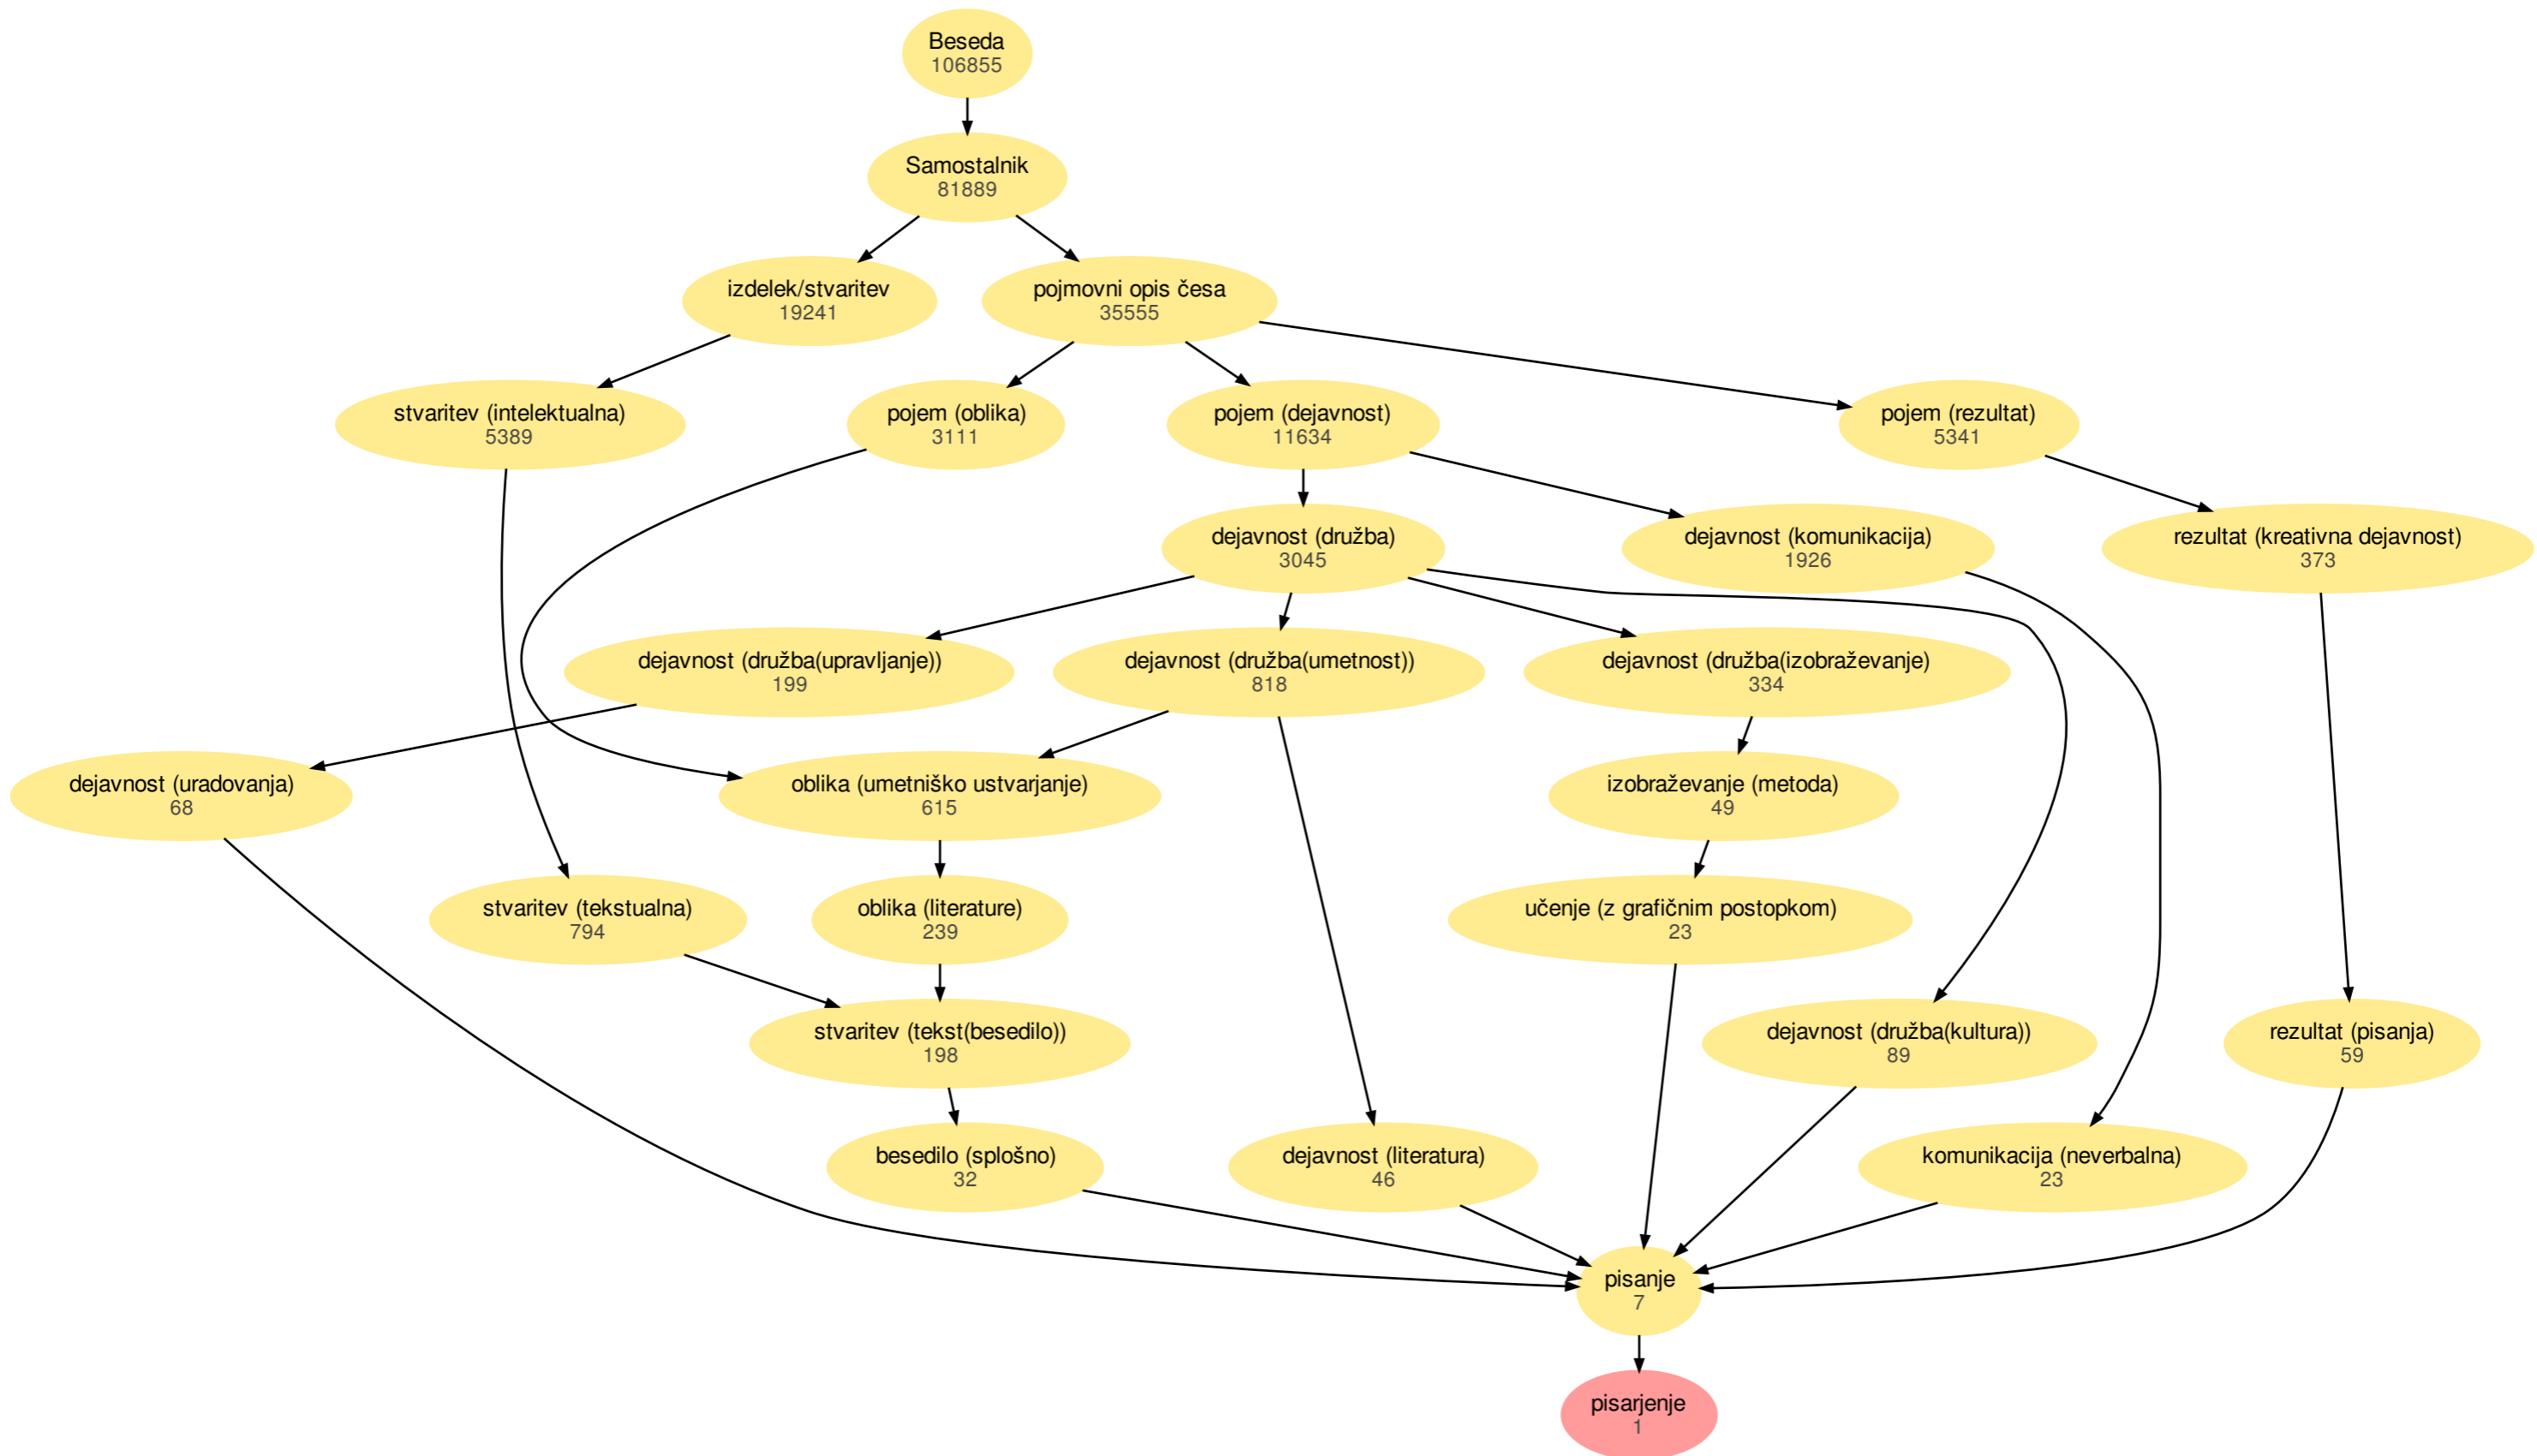 Beseda
106855
Samostalnik
81889
izdelek/stvaritev
19241
pojmovni opis česa
35555
stvaritev (intelektualna)
5389
pojem (oblika)
3111
pojem (dejavnost)
11634
pojem (rezultat)
5341
dejavnost (družba)
3045
dejavnost (komunikacija)
1926
rezultat (kreativna dejavnost)
373
dejavnost (družba(upravljanje))
199
dejavnost (družba(umetnost))
818
dejavnost (družba(izobraževanje)
334
dejavnost (uradovanja)
68
oblika (umetniško ustvarjanje)
615
izobraževanje (metoda)
49
stvaritev (tekstualna)
794
oblika (literature)
239
učenje (z grafičnim postopkom)
23
stvaritev (tekst(besedilo))
198
dejavnost (družba(kultura))
89
rezultat (pisanja)
59
besedilo (splošno)
32
dejavnost (literatura)
46
komunikacija (neverbalna)
23
pisanje
7
pisarjenje
1